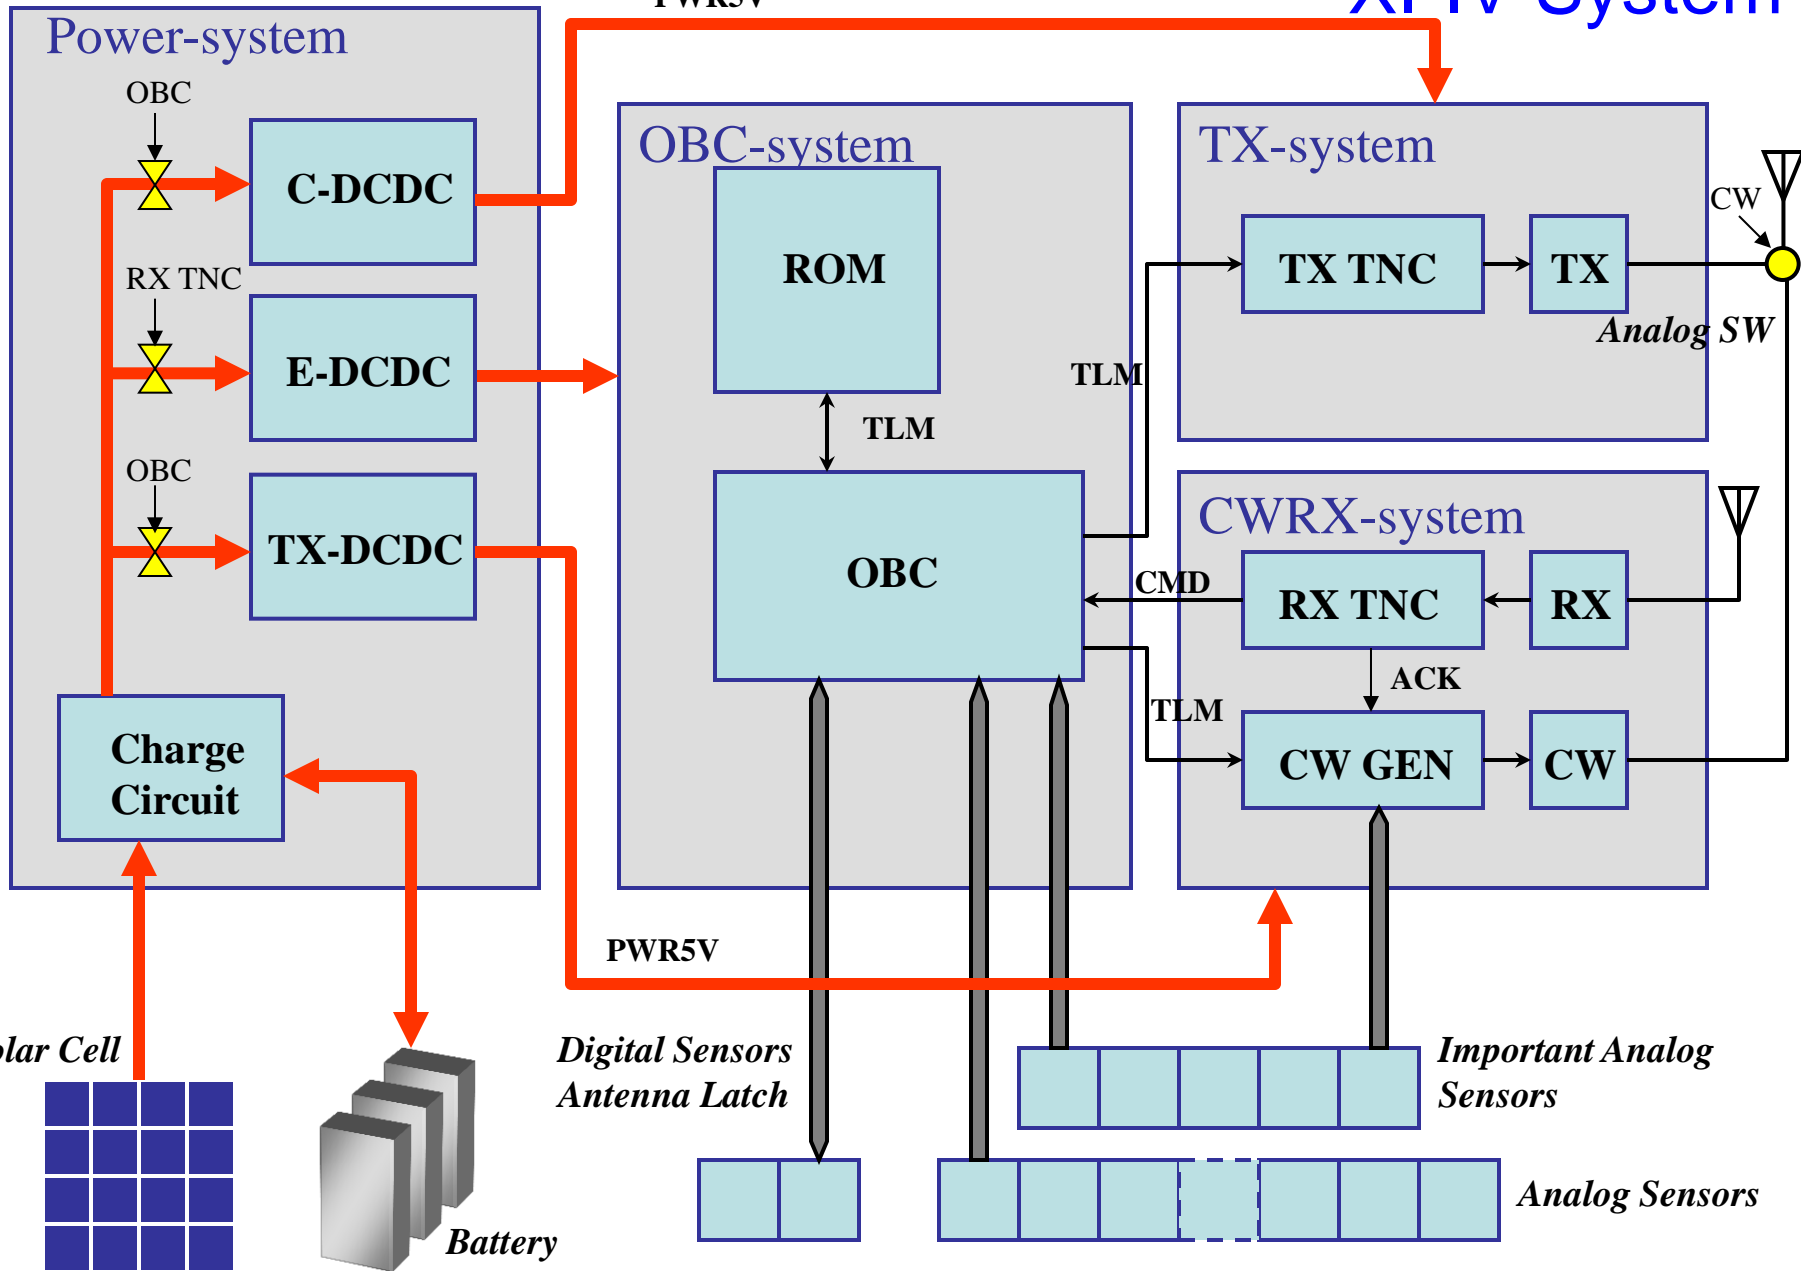 PWR5V
System
Power-system
OBC
C-DCDC
RX TNC
E-DCDC
OBC
TX-DCDC
Charge
Circuit
OBC-system
ROM
TLM
OBC
TLM
CMD
TLM
TX-system
TX TNC
TX
CW
Analog SW
CWRX-system
RX TNC
RX
ACK
CW GEN
CW
PWR5V
Cell
Battery
Digital Sensors
Antenna Latch
Important Analog
Sensors
Analog Sensors